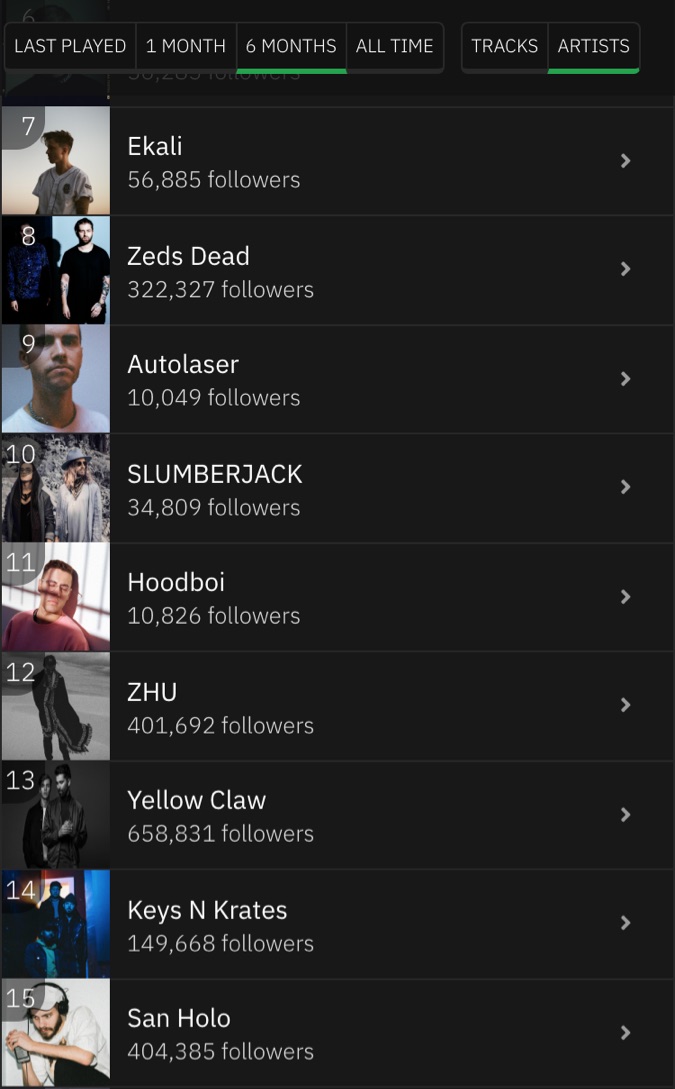 6
LAST PLAYED 1 MONTH 6 MONTHS ALL TIME TRACKS ARTISTS
followers
7
Ekali
56,885 followers
8
Zeds Dead
322,327 followers
9
Autolaser
10,049 followers
10
SLUMBERJACK
34,809 followers
11
Hoodboi
10,826 followers
12
ZHU
401,692 followers
13
Yellow Claw
658,831 followers
14
Keys N Krates
149,668 followers
15
San Holo
404,385 followers